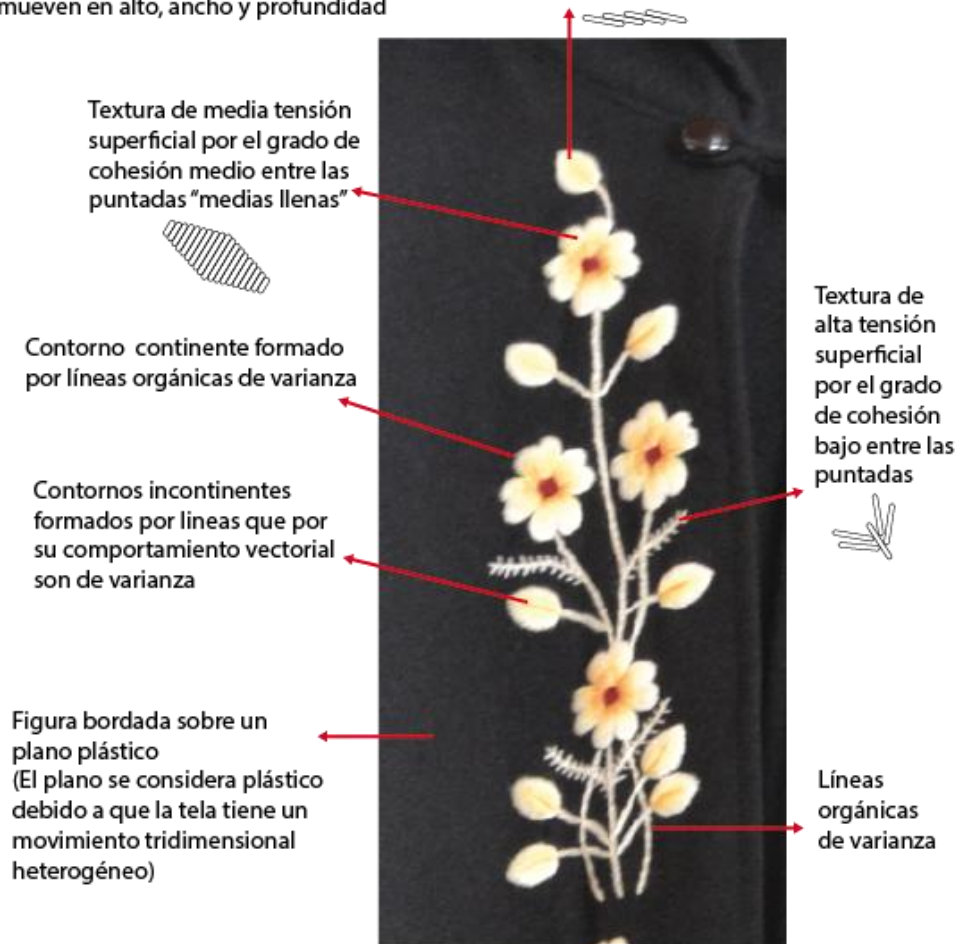 mueven en alto, ancho y profundidad
Textura de media tensión
superficial por el grado de
cohesión medio entre las
puntadas “medias llenas”
Contorno continente formado
por líneas orgánicas de varianza
Textura de
alta tensión
superficial
por el grado
de cohesión
bajo entre las
puntadas
Contornos incontinentes
formados por lineas que por
su comportamiento vectorial
son de varianza
Figura bordada sobre un
plano plástico
(El plano se considera plástico
debido a que la tela tiene un
movimiento tridimensional
heterogéneo)
Líneas
orgánicas
de varianza